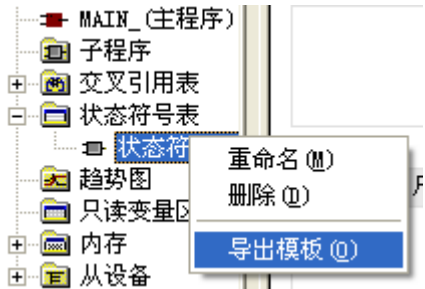 MAIN_(主程序)
子程序
交叉引用表
状态符号表
状态符
重命名(M)
删除(D)
导出模板(O)
趋势图
只读变量区
内存
从设备